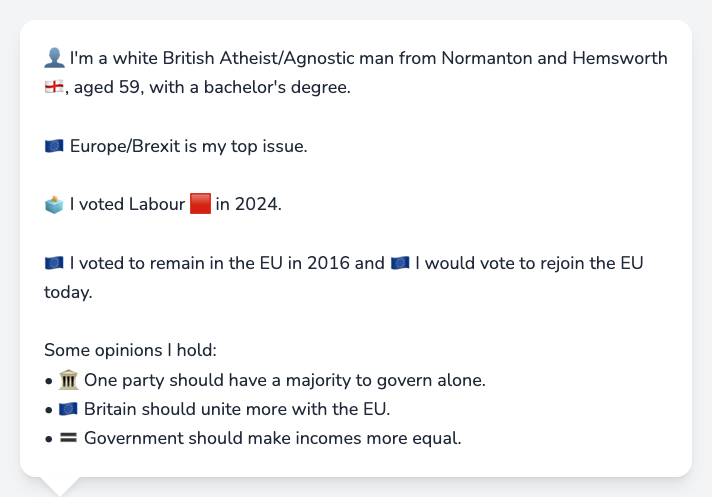 👤 I'm a white British Atheist/Agnostic man from Normanton and Hemsworth
🏴󠁧󠁢󠁥󠁮󠁧󠁿, aged 59, with a bachelor's degree.
🇪🇺 Europe/Brexit is my top issue.
🗳️ I voted Labour 🟥 in 2024.
🇪🇺 I voted to remain in the EU in 2016 and 🇪🇺 I would vote to rejoin the EU
today.
Some opinions I hold:
• 🏛️ One party should have a majority to govern alone.
• 🇪🇺 Britain should unite more with the EU.
• 🟰 Government should make incomes more equal.